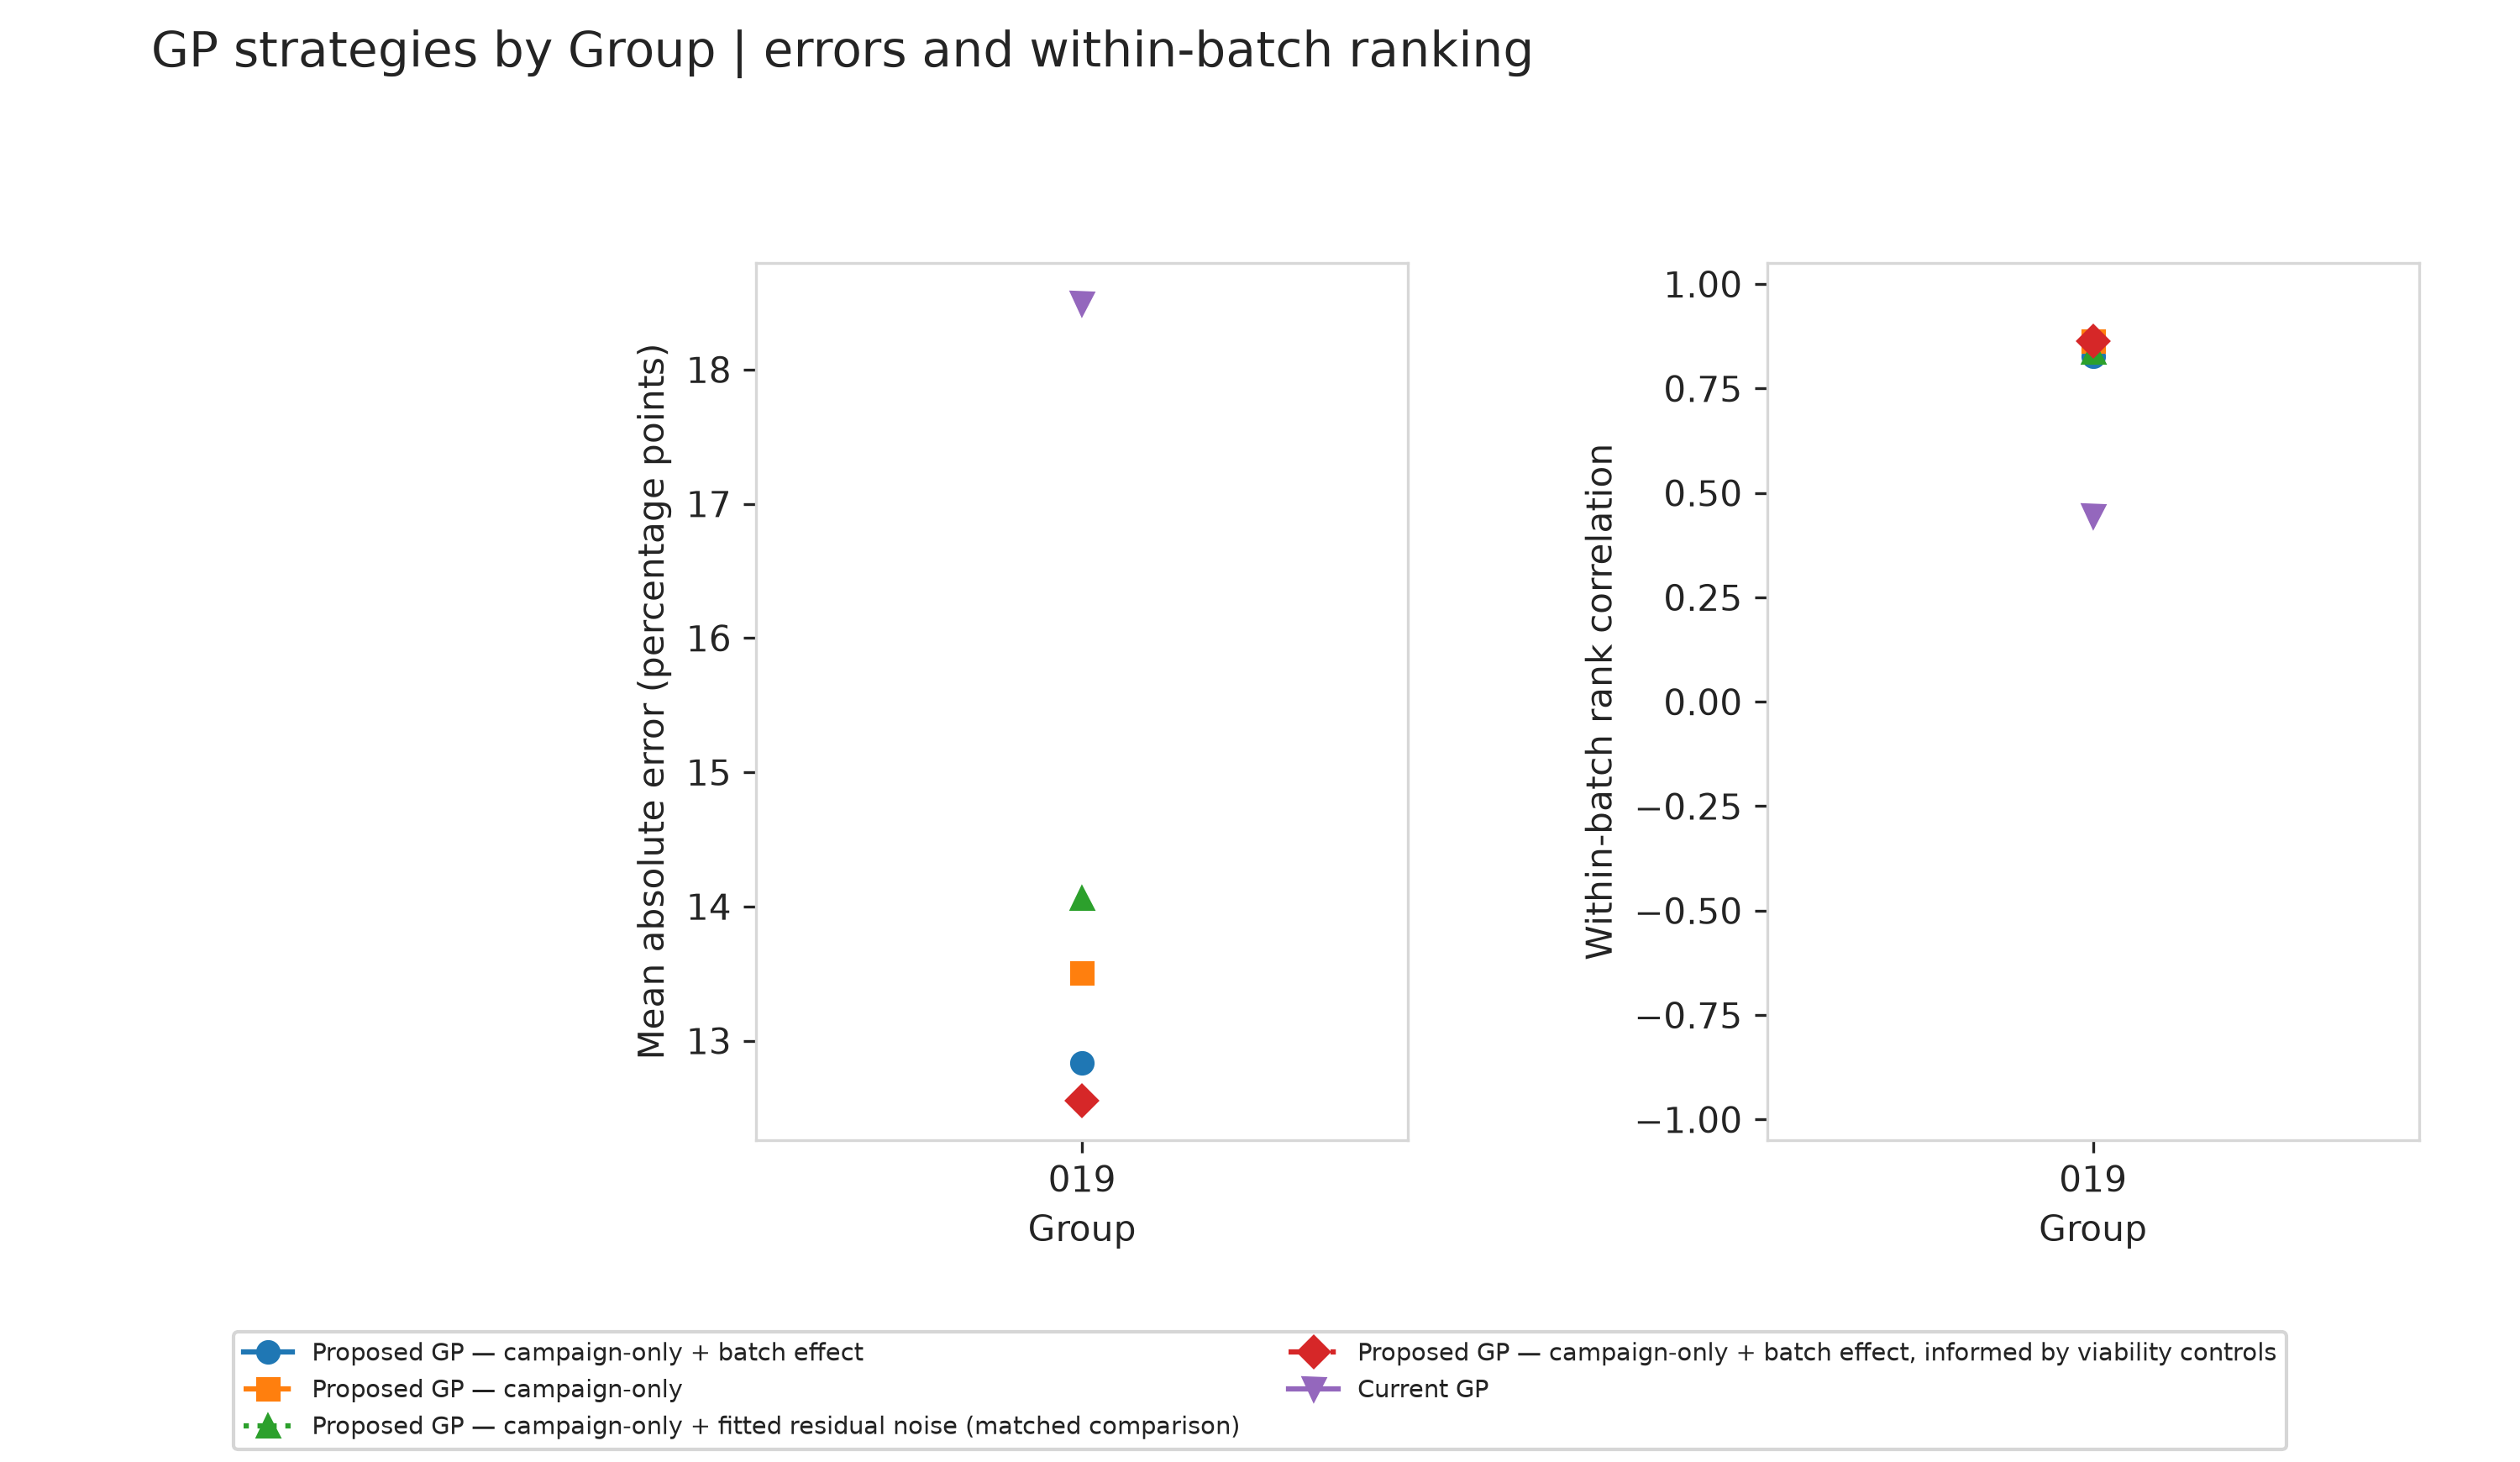 GP strategies by Group | errors and within-batch ranking
Mean absolute error (percentage points)
18
17
16
15
14
13
019
Group
Within-batch rank correlation
1.00
0.75
0.50
0.25
0.00
−0.25
−0.50
−0.75
−1.00
019
Group
Proposed GP — campaign-only + batch effect
Proposed GP — campaign-only
Proposed GP — campaign-only + fitted residual noise (matched comparison)
Proposed GP — campaign-only + batch effect, informed by viability controls
Current GP